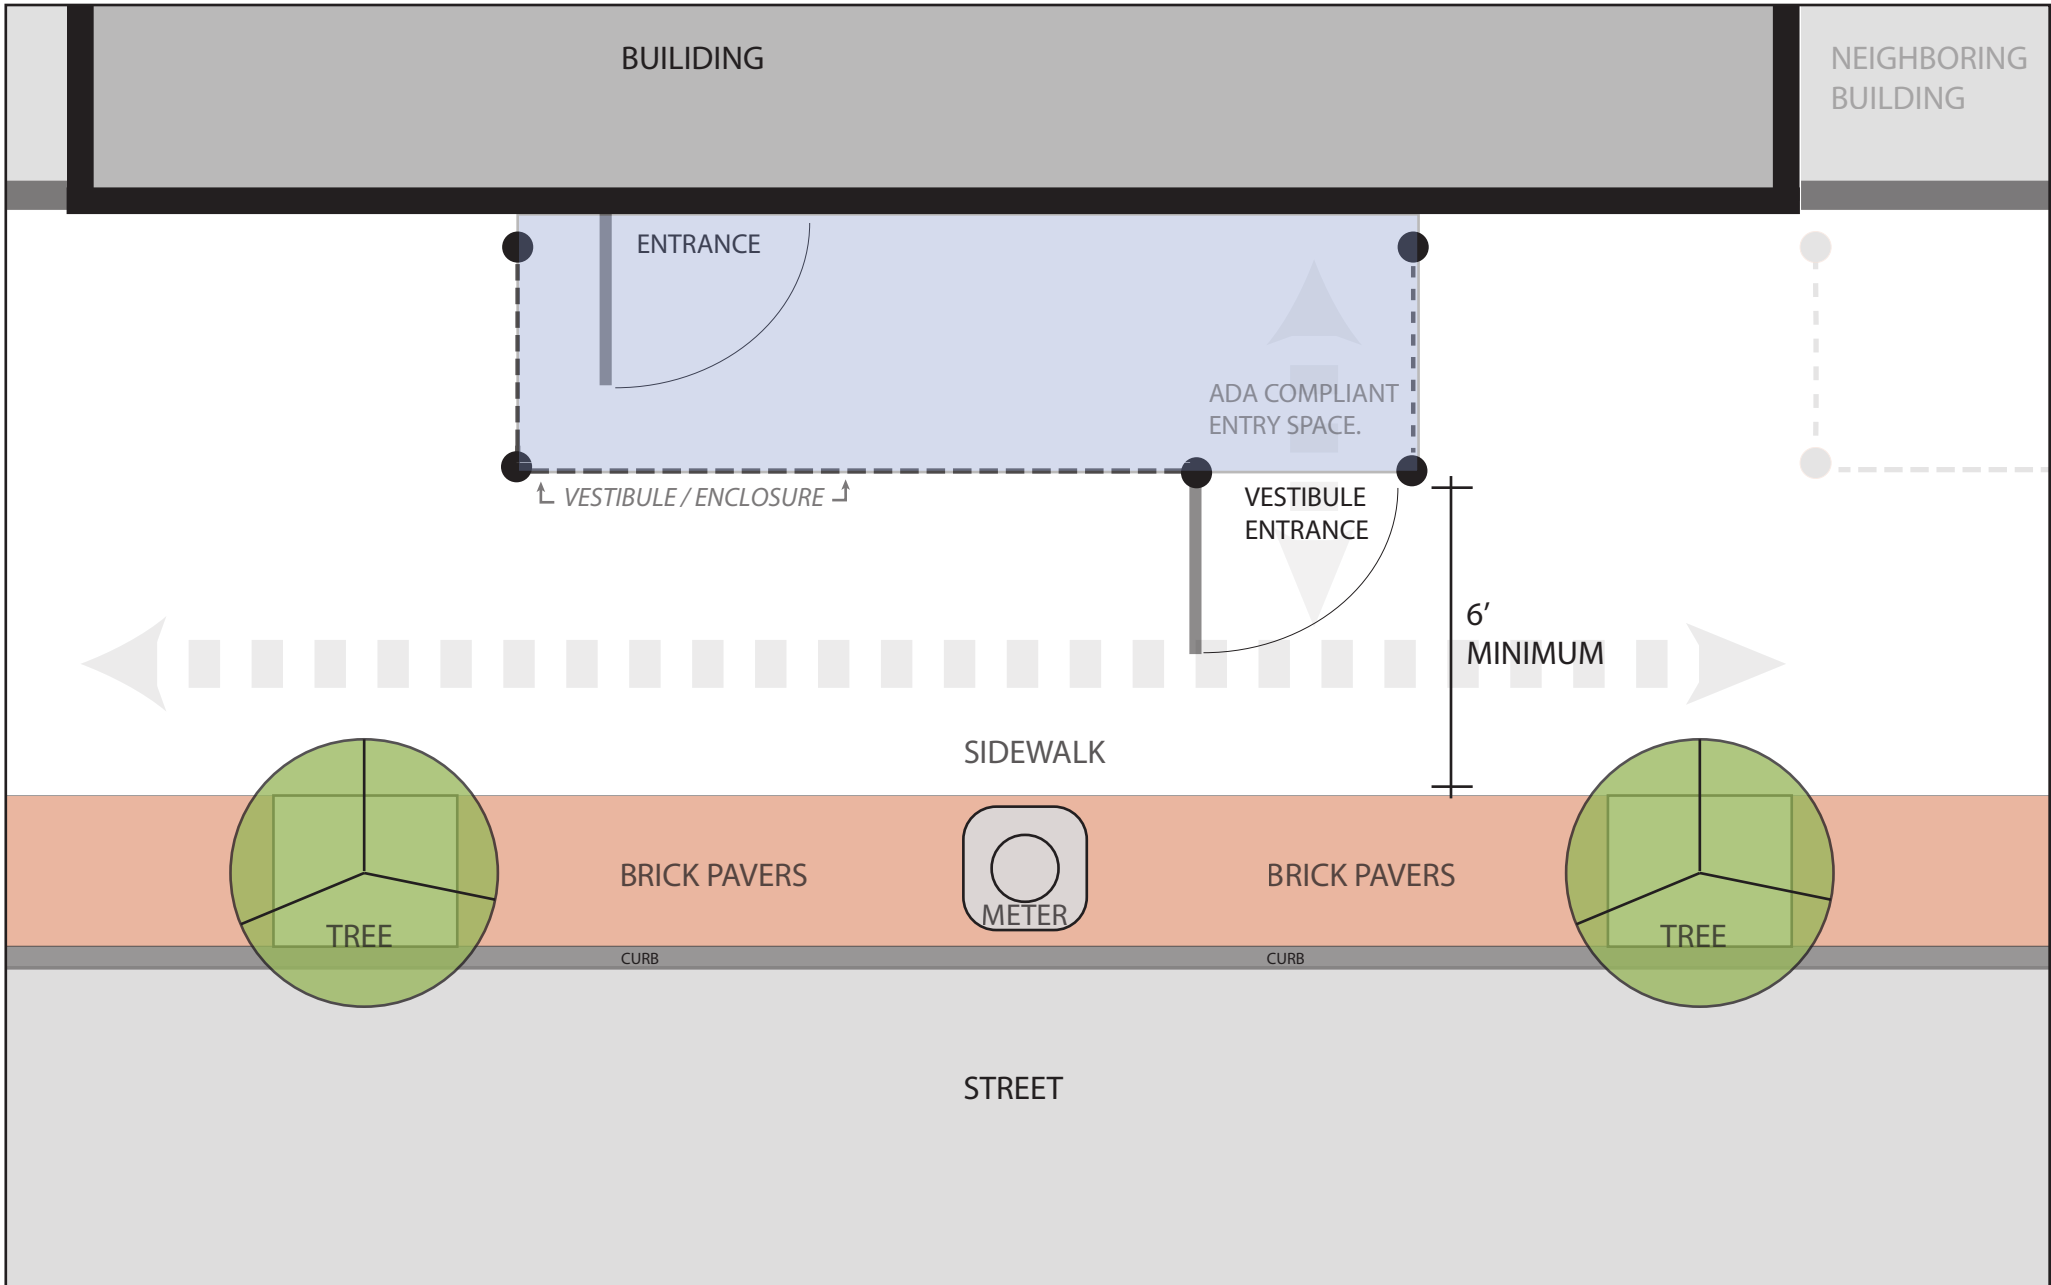 BUILIDING
NEIGHBORING
BUILDING
ENTRANCE
ADA COMPLIANT
ENTRY SPACE.
VESTIBULE / ENCLOSURE
VESTIBULE
ENTRANCE
6’
MINIMUM
SIDEWALK
BRICK PAVERS
BRICK PAVERS
METER
TREE
TREE
CURB
CURB
STREET